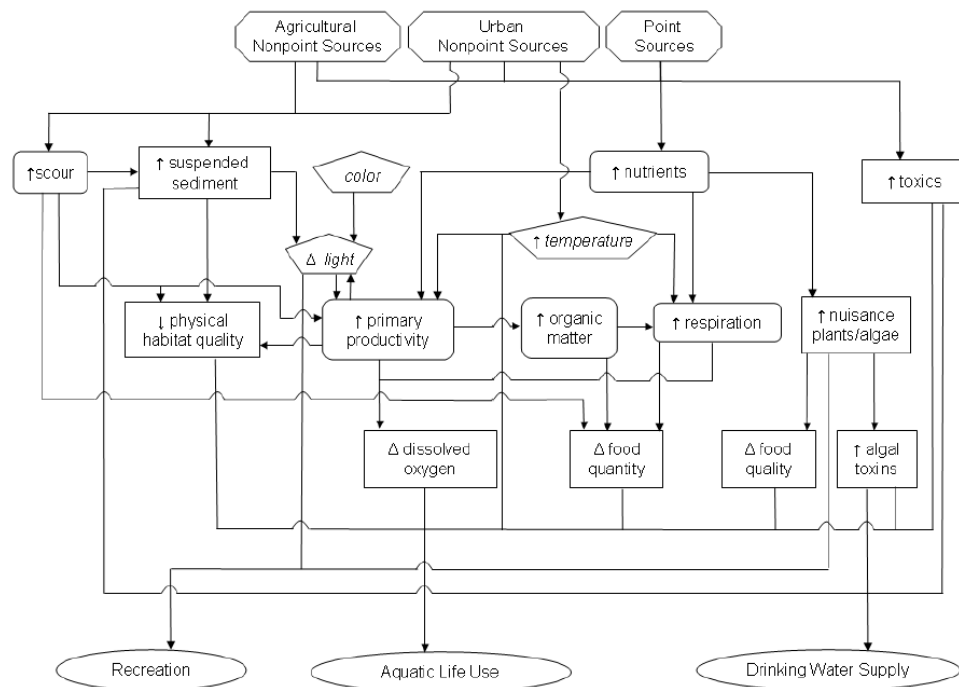 Agricultural
Nonpoint Sources
Urban
Nonpoint Sources
Point
Sources
↑scour
↑ suspended
sediment
color
↑ nutrients
↑ toxics
Δ light
↑ temperature
↓ physical
habitat quality
↑ primary
productivity
↑ organic
matter
↑ respiration
↑ nuisance
plants/algae
Δ dissolved
oxygen
Δ food
quantity
Δ food
quality
↑ algal
toxins
Recreation
Aquatic Life Use
Drinking Water Supply